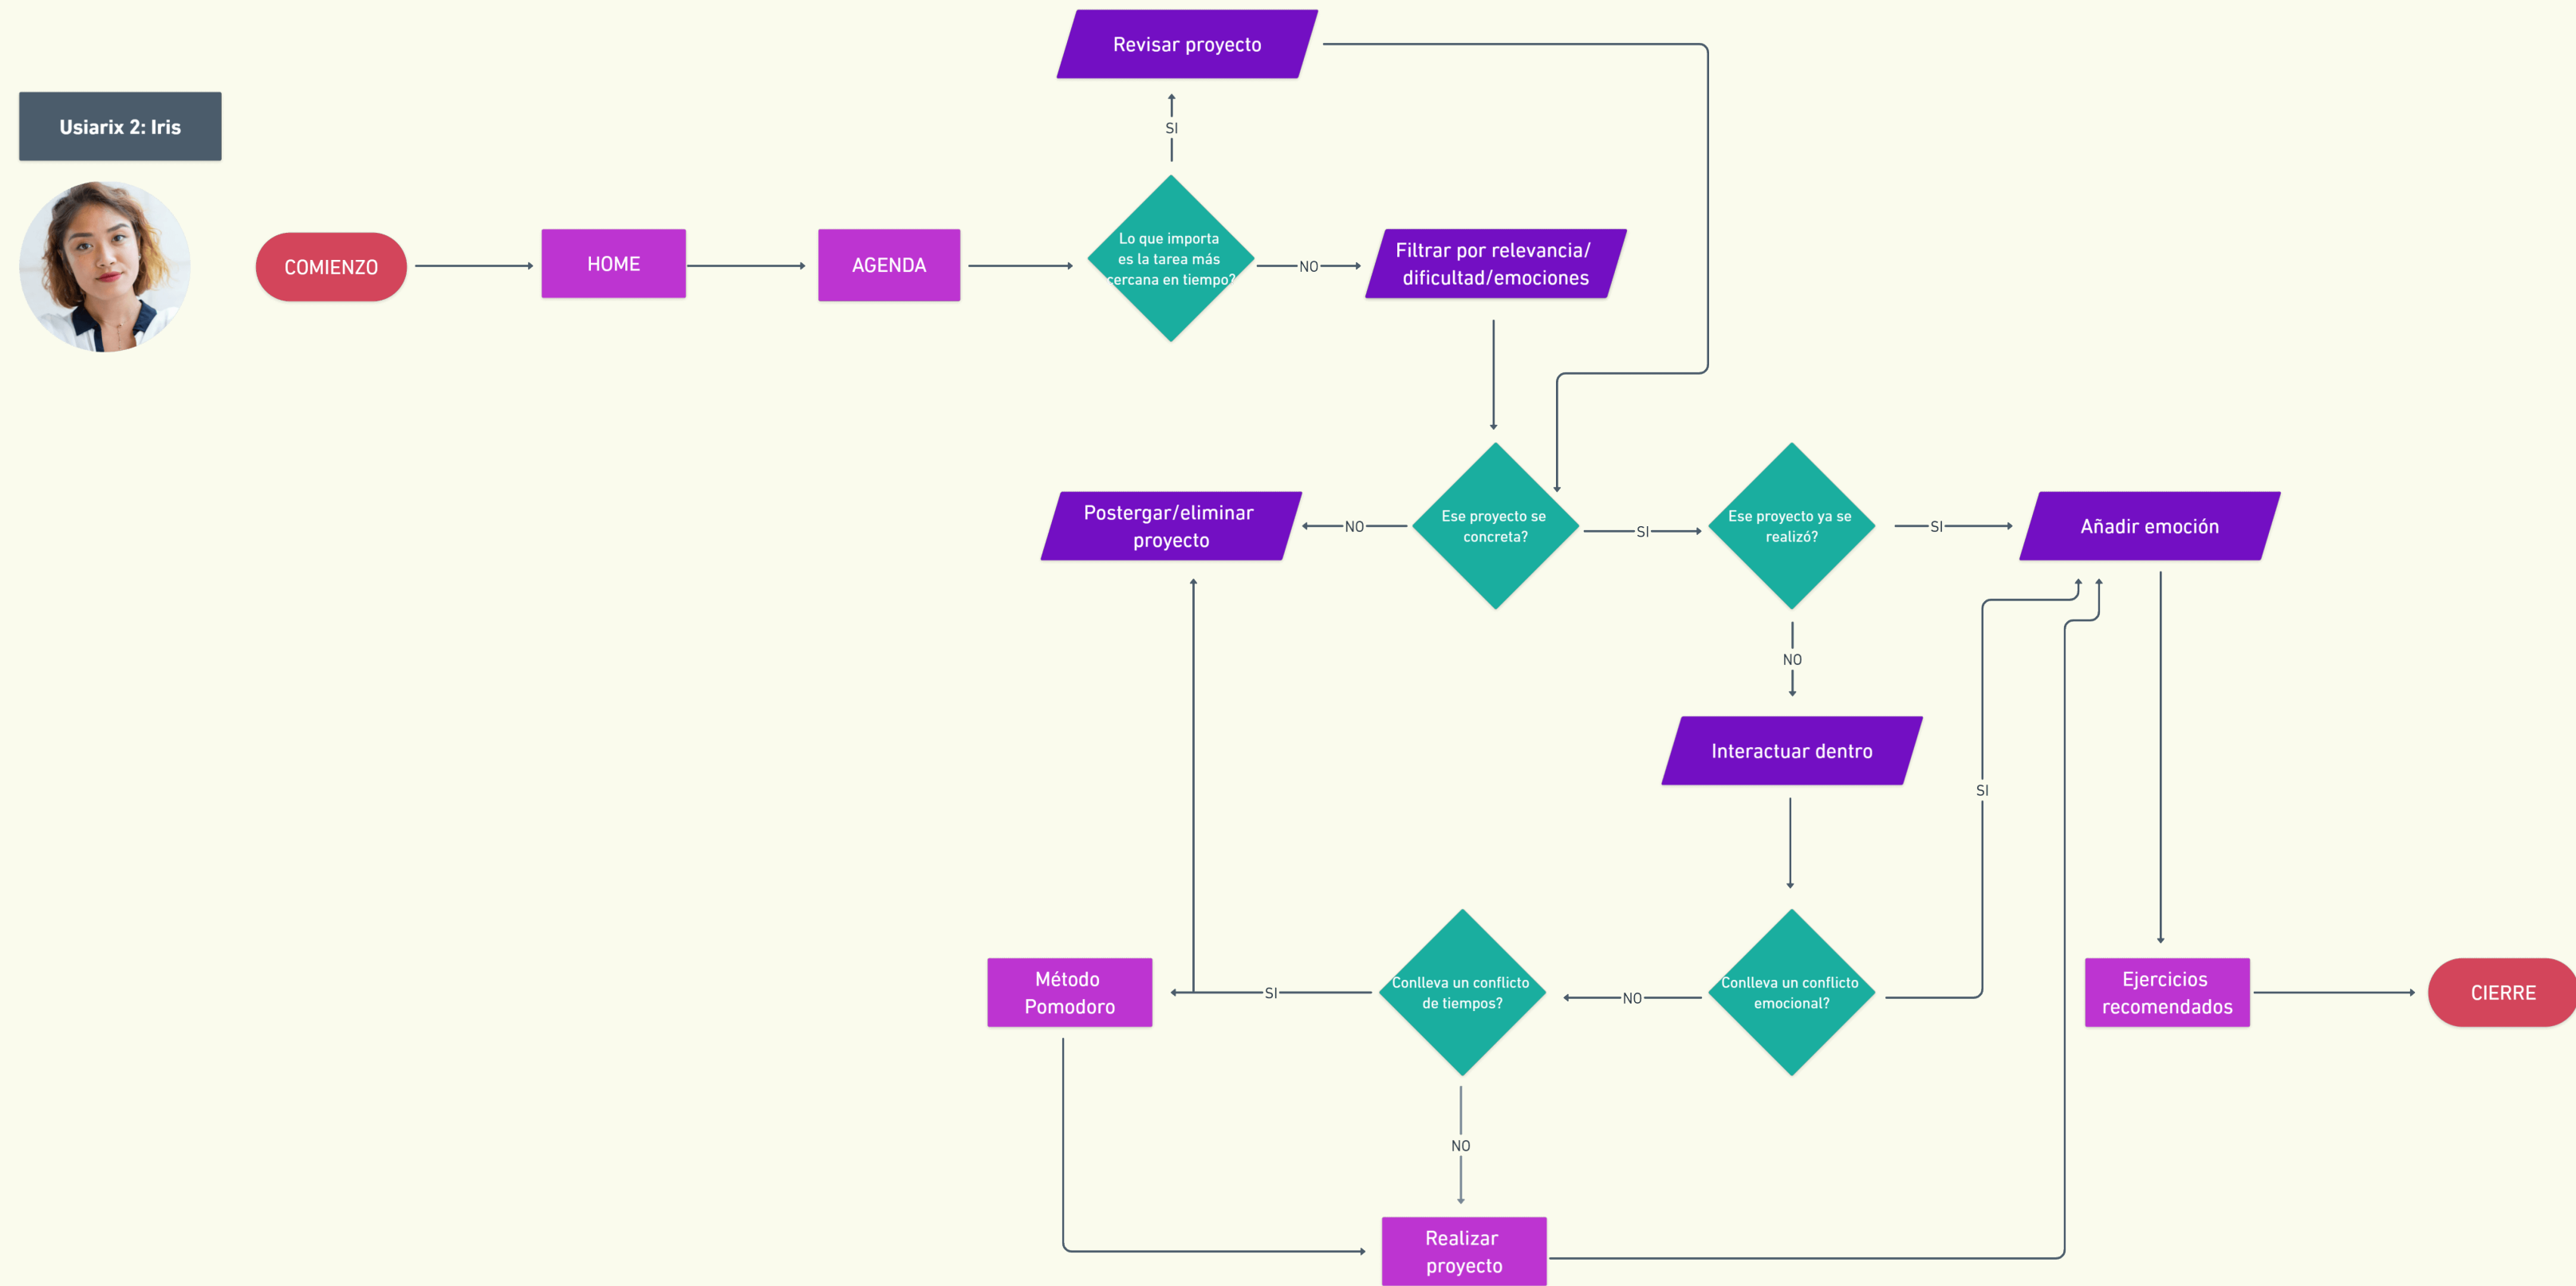 Revisar proyecto
Usiarix 2: Iris
SI
COMIENZO
HOME
AGENDA
Lo que importa
es la tarea más
cercana en tiempo?
NO
Filtrar por relevancia/
dificultad/emociones
Postergar/eliminar
proyecto
NO
Ese proyecto se
concreta?
SI
Ese proyecto ya se
realizó?
SI
Añadir emoción
NO
Interactuar dentro
SI
Método
Pomodoro
SI
Conlleva un conflicto
de tiempos?
NO
Conlleva un conflicto
emocional?
Ejercicios
recomendados
CIERRE
NO
Realizar
proyecto